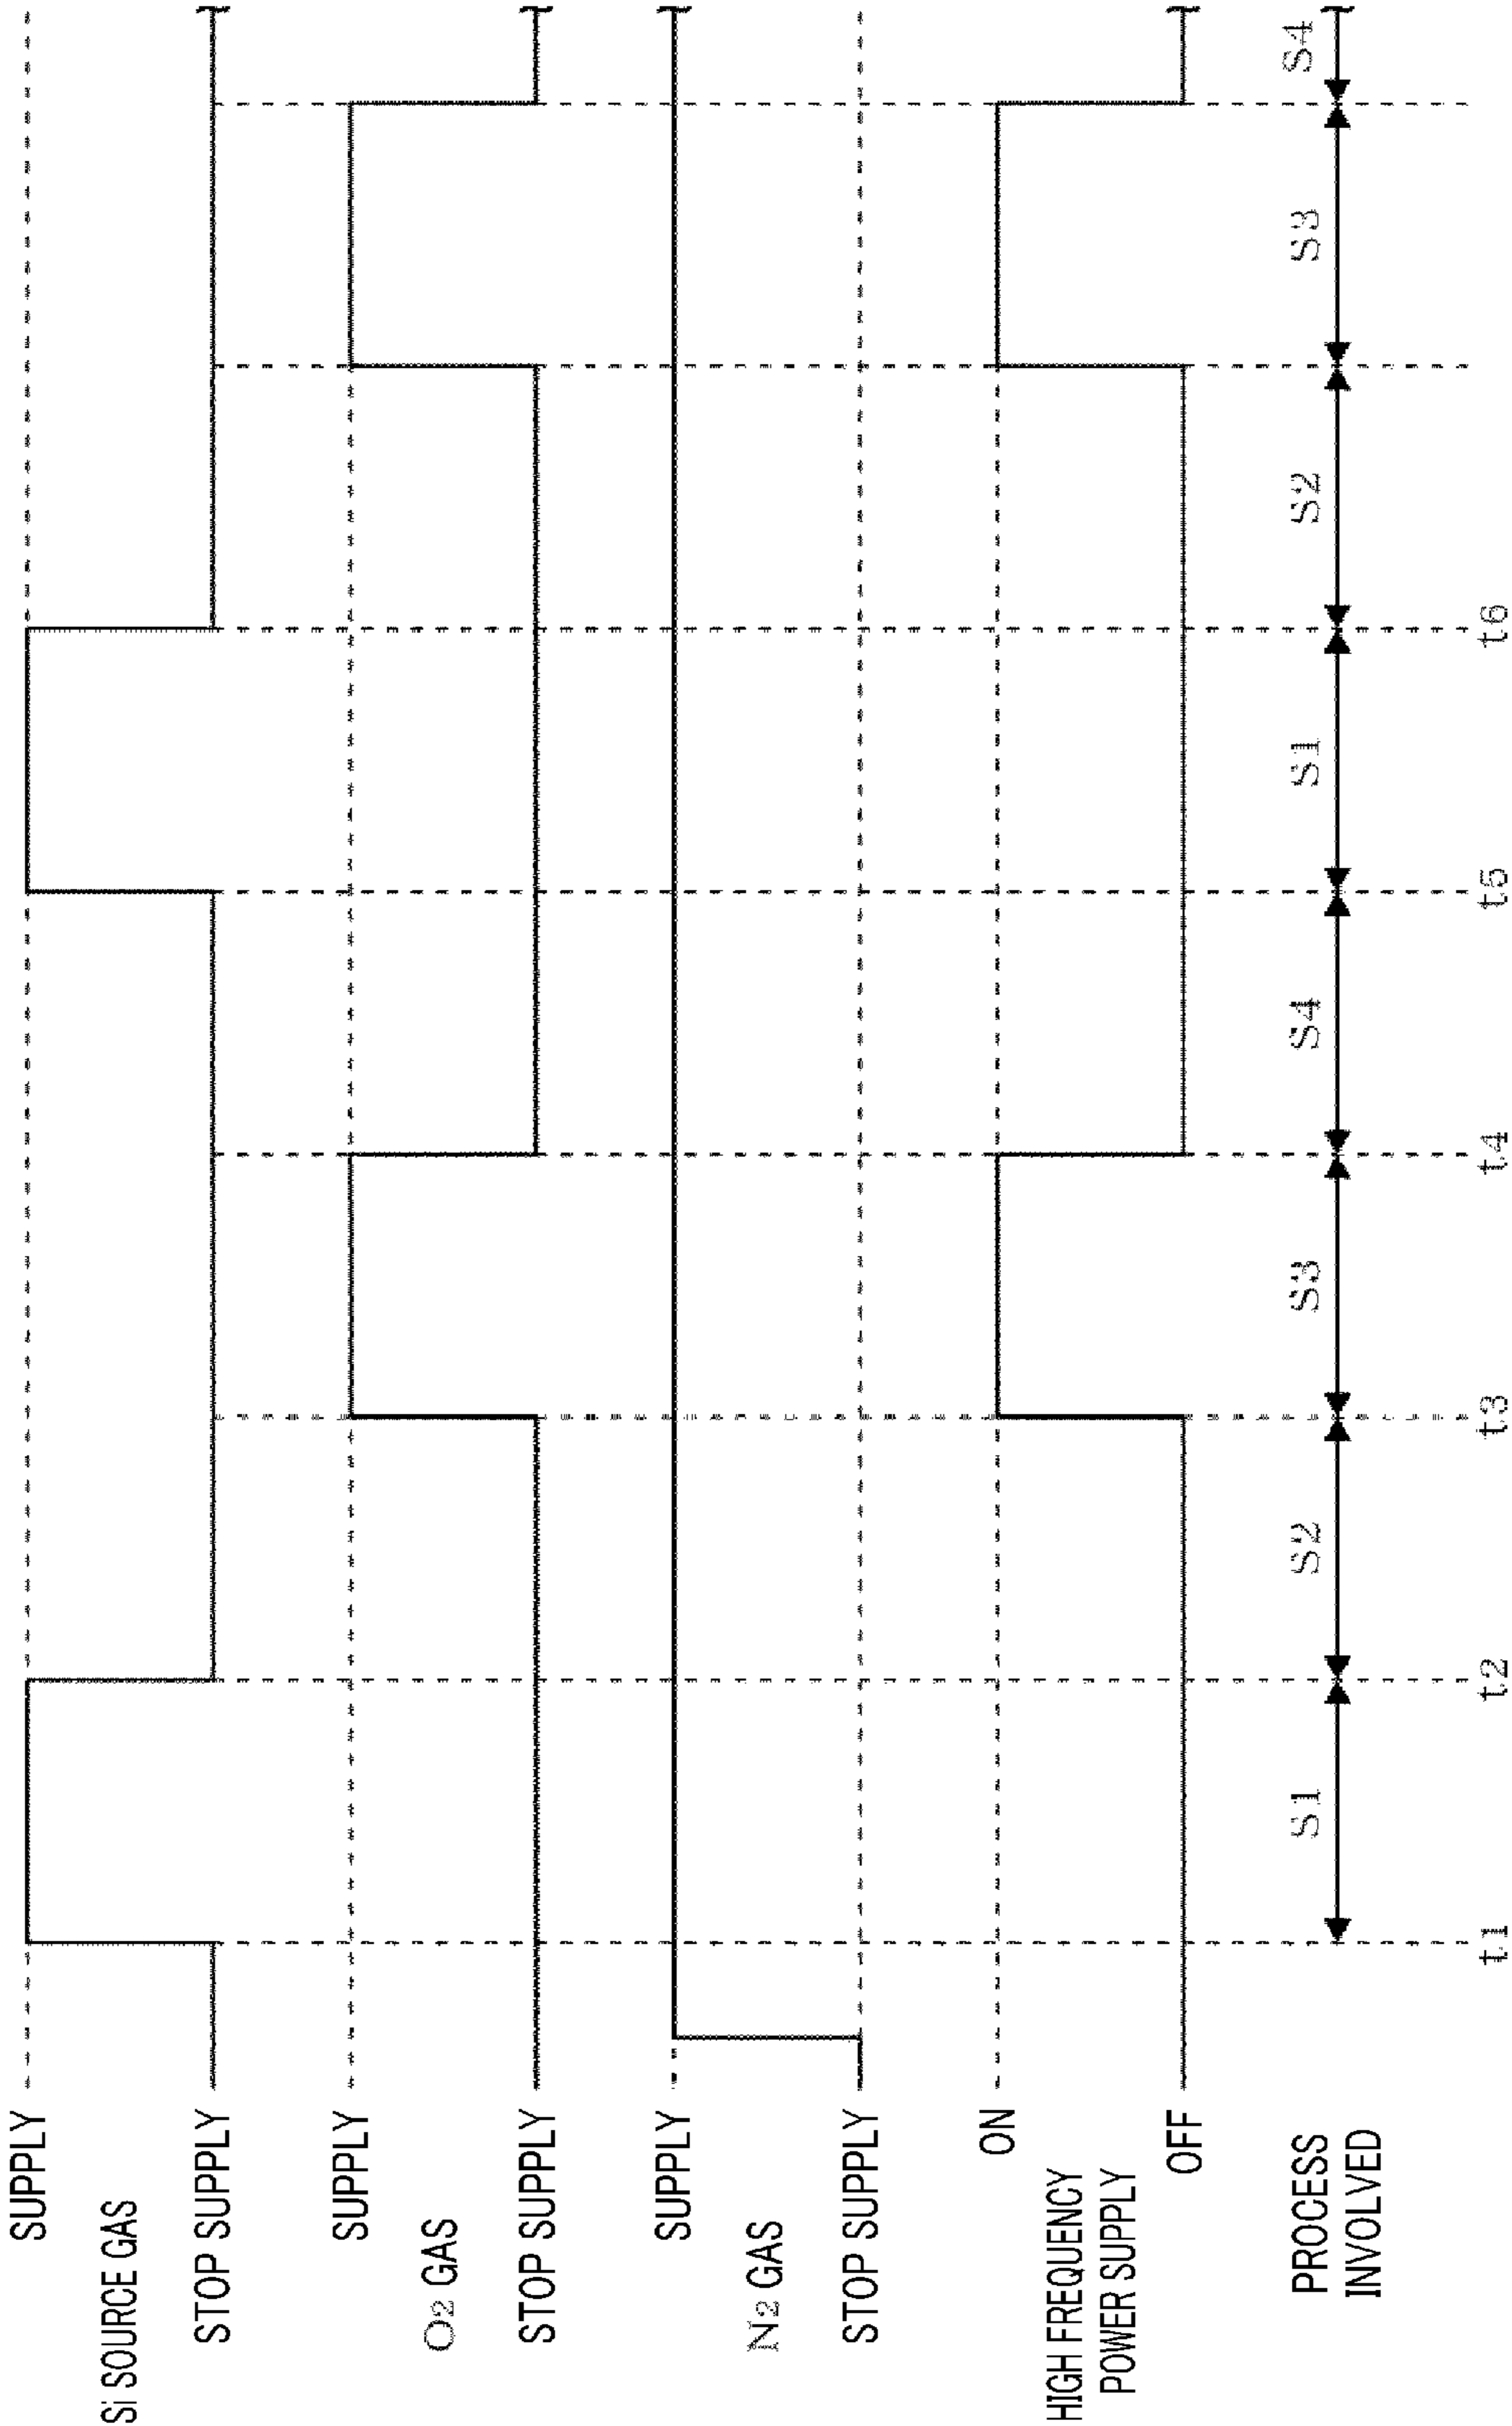 SUPPLY
Si SOURCE GAS
STOP SUPPLY
SUPPLY
O2 GAS
STOP SUPPLY
SUPPLY
N2 GAS
STOP SUPPLY
ON
HIGH FREQUENCY
POWER SUPPLY
OFF
PROCESS
INVOLVED
S1 S2 S3 S4 S1 S2 S3 S4
t1 t2 t3 t4 t5 t6